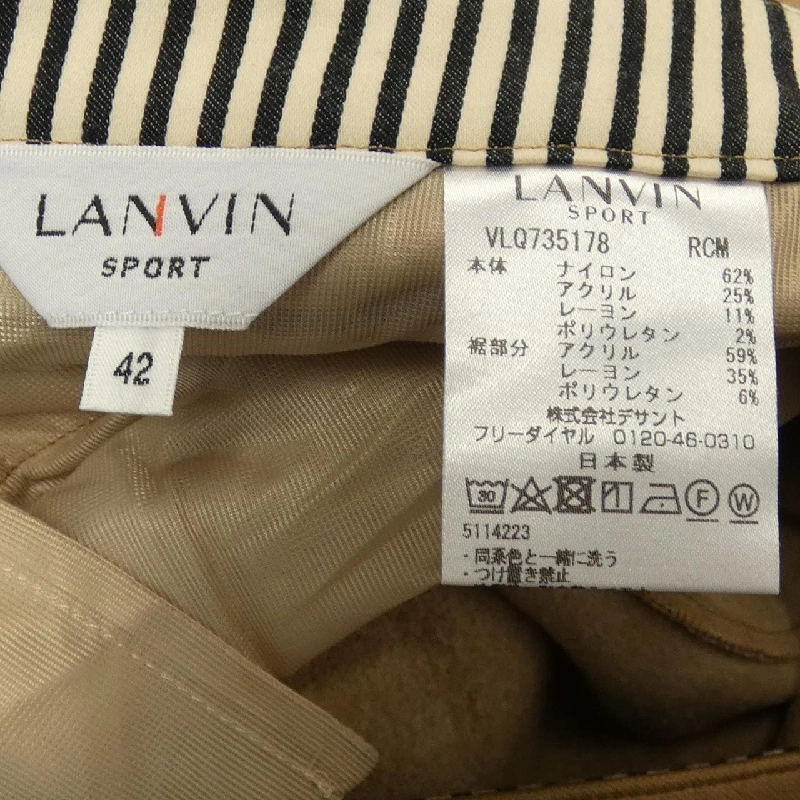 LANVIN
SPORT
42
LANVIN
SPORT
VLQ735178 RCM
本体 ナイロン 62%
アクリル 25%
レーヨン 11%
ポリウレタン 2%
裾部分 アクリル 59%
レーヨン 35%
ポリウレタン 6%
株式会社デサント
フリーダイヤル 0120-46-0310
日本製
30 F W
5114223
・同系色と一緒に洗う
・つけ置き禁止